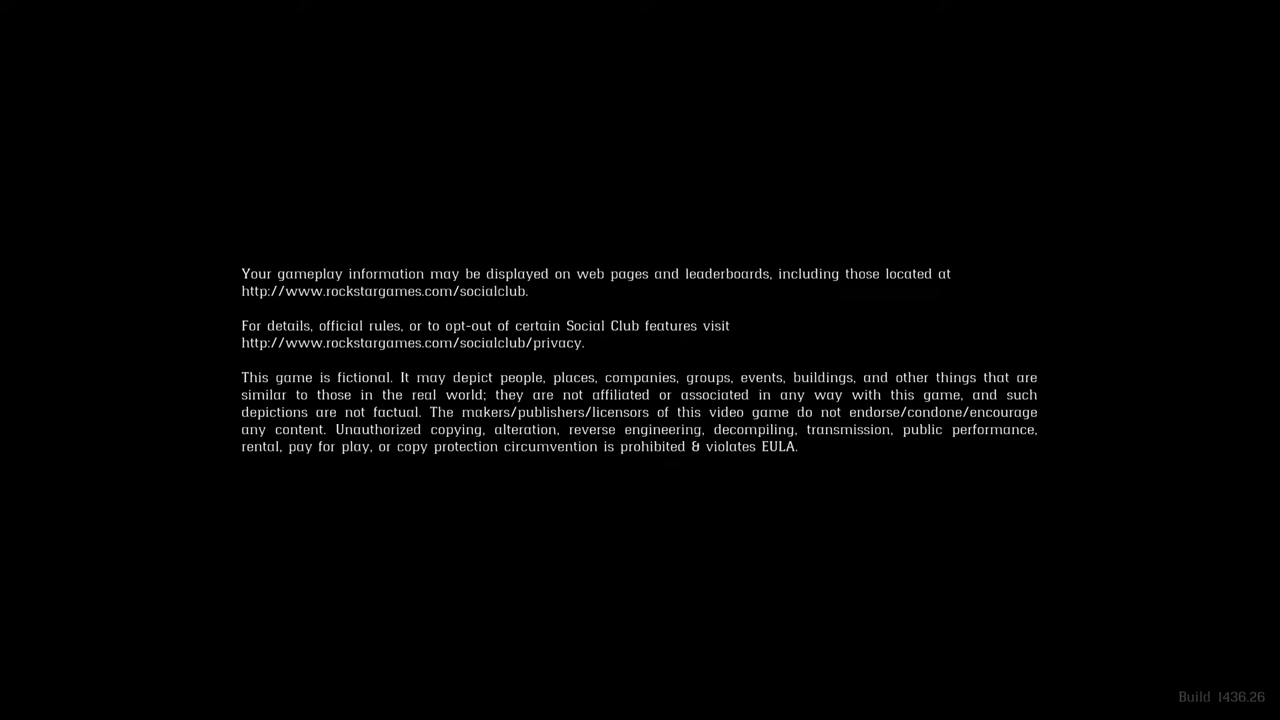 Your gameplay information may be displayed on web pages and leaderboards, including those located at
http://www.rockstargames.com/socialclub.
For details, official rules, or to opt-out of certain Social Club features visit
http://www.rockstargames.com/socialclub/privacy.
This game is fictional. It may depict people, places, companies, groups, events, buildings, and other things that are
similar to those in the real world; they are not affiliated or associated in any way with this game, and such
depictions are not factual. The makers/publishers/licensors of this video game do not endorse/condone/encourage
any content. Unauthorized copying, alteration, reverse engineering, decompiling, transmission, public performance,
rental, pay for play, or copy protection circumvention is prohibited & violates EULA.
Build 1436.26